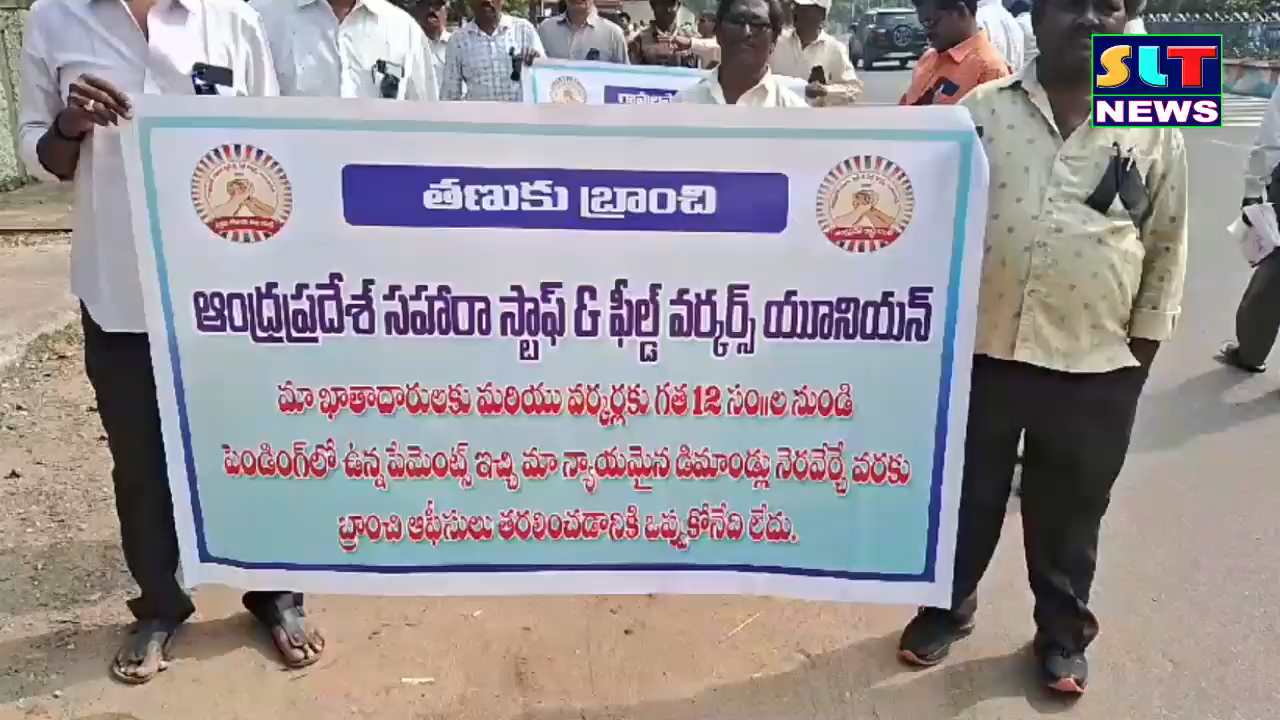 SLT
NEWS
తణుకు బ్రాంచి
ఆంధ్రప్రదేశ్ సహారా స్టాఫ్ & ఫీల్డ్ వర్కర్స్ యూనియన్
మా ఖాతాదారులకు మరియు వర్కర్లకు గత 12 సం॥ల నుండి
పెండింగ్‌లో ఉన్న పేమెంట్స్ ఇచ్చి మా న్యాయమైన డిమాండ్లు నెరవేర్చే వరకు
బ్రాంచి ఆఫీసులు తరలించడానికి ఒప్పుకోనేది లేదు.